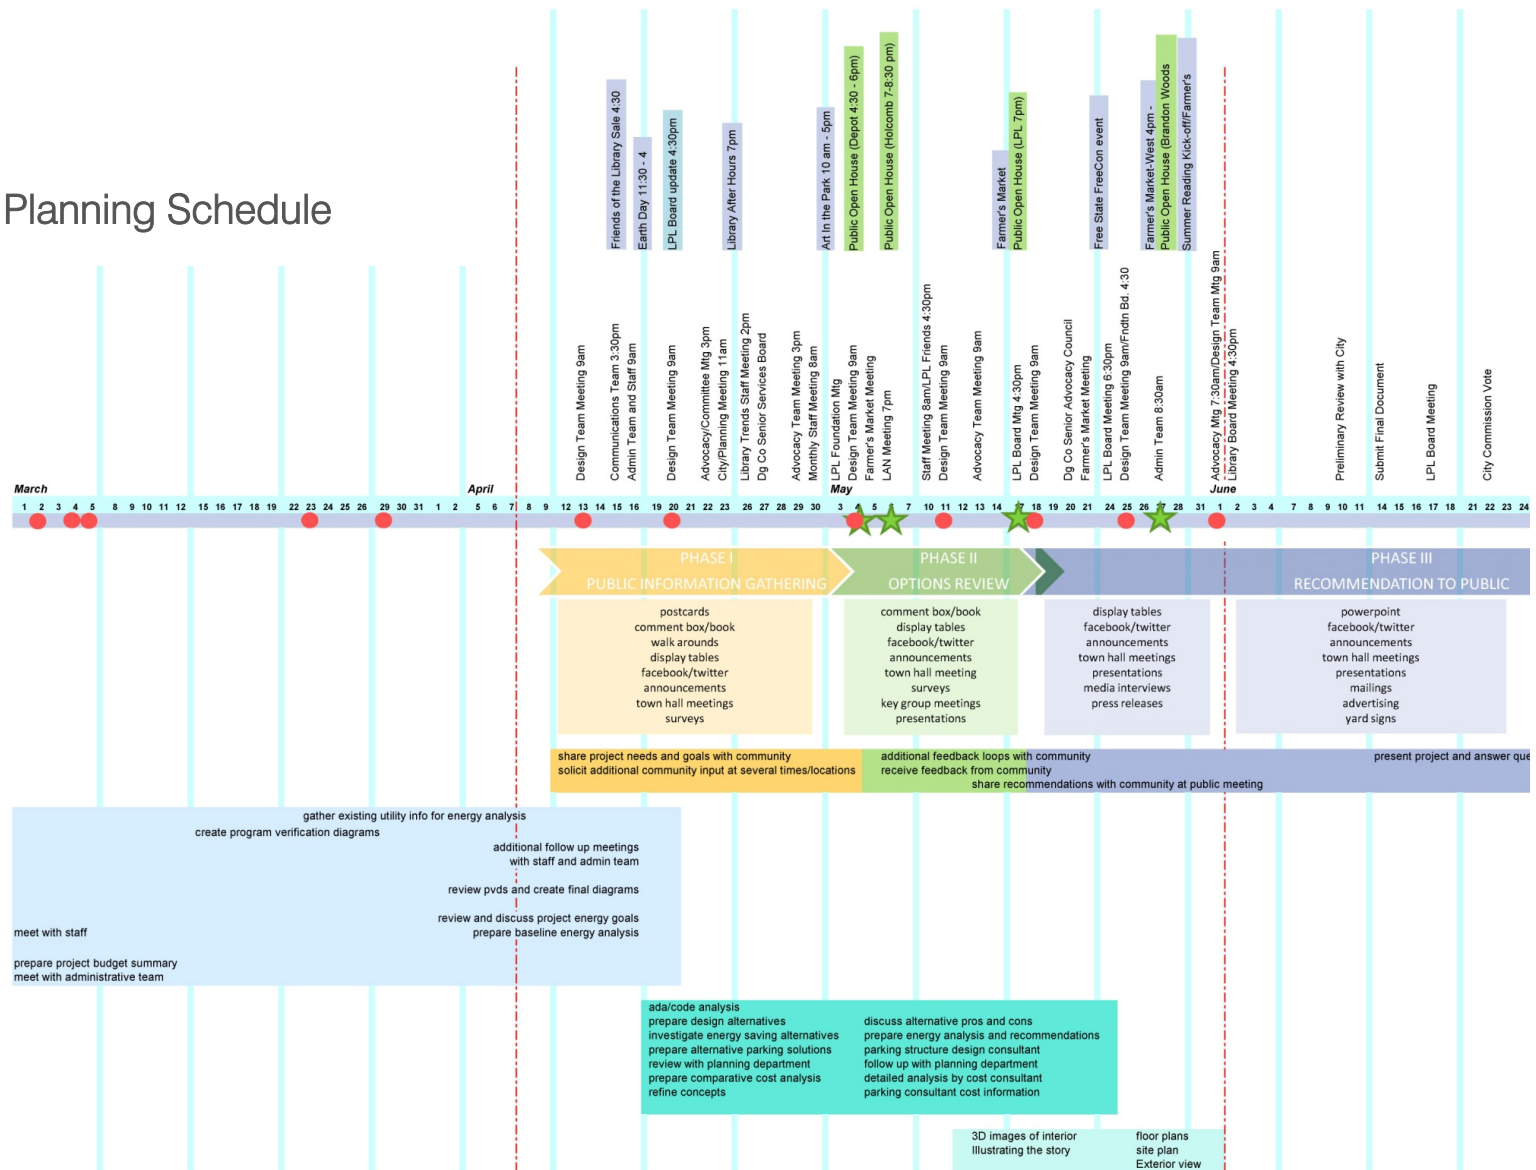 Planning Schedule
Friends of the Library Sale 4:30
Earth Day 11:30 - 4
LPL Board update 4:30pm
Library After Hours 7pm
Art In the Park 10 am - 5pm
Public Open House (Depot 4:30 - 6pm)
Public Open House (Holcomb 7-8:30 pm)
Farmer's Market
Public Open House (LPL 7pm)
Free State FreeCon event
Farmer's Market-West 4pm -
Public Open House (Brandon Woods
Summer Reading Kick-off/Farmer's
Design Team Meeting 9am
Communications Team 3:30pm
Admin Team and Staff 9am
Design Team Meeting 9am
Advocacy/Committee Mtg 3pm
City/Planning Meeting 11am
Library Trends Staff Meeting 2pm
Dg Co Senior Services Board
Advocacy Team Meeting 3pm
Monthly Staff Meeting 8am
LPL Foundation Mtg
Design Team Meeting 9am
Farmer's Market Meeting
LAN Meeting 7pm
Staff Meeting 8am/LPL Friends 4:30pm
Design Team Meeting 9am
Advocacy Team Meeting 9am
LPL Board Mtg 4:30pm
Design Team Meeting 9am
Dg Co Senior Advocacy Council
Farmer's Market Meeting
LPL Board Meeting 6:30pm
Design Team Meeting 9am/Fndtn Bd. 4:30
Admin Team 8:30am
Advocacy Mtg 7:30am/Design Team Mtg 9am
Library Board Meeting 4:30pm
Preliminary Review with City
Submit Final Document
LPL Board Meeting
City Commission Vote
March April May June
1 2 3 4 5 8 9 10 11 12 15 16 17 18 19 22 23 24 25 26 29 30 31 1 2 5 6 7 8 9 12 13 14 15 16 19 20 21 22 23 26 27 28 29 30 3 4 5 7 10 11 12 13 14 17 18 19 20 21 24 25 26 27 28 31 1 2 3 4 7 8 9 10 11 14 15 16 17 18 21 22 23 24
PHASE I
PUBLIC INFORMATION GATHERING
PHASE II
OPTIONS REVIEW
PHASE III
RECOMMENDATION TO PUBLIC
postcards
comment box/book
walk arounds
display tables
facebook/twitter
announcements
town hall meetings
surveys
comment box/book
display tables
facebook/twitter
announcements
town hall meeting
surveys
key group meetings
presentations
display tables
facebook/twitter
announcements
town hall meetings
presentations
media interviews
press releases
powerpoint
facebook/twitter
announcements
town hall meetings
presentations
mailings
advertising
yard signs
share project needs and goals with community
solicit additional community input at several times/locations
additional feedback loops with community
receive feedback from community
share recommendations with community at public meeting
present project and answer que
gather existing utility info for energy analysis
create program verification diagrams
additional follow up meetings
with staff and admin team
review pvds and create final diagrams
review and discuss project energy goals
meet with staff
prepare baseline energy analysis
prepare project budget summary
meet with administrative team
ada/code analysis
prepare design alternatives
investigate energy saving alternatives
prepare alternative parking solutions
review with planning department
prepare comparative cost analysis
refine concepts
discuss alternative pros and cons
prepare energy analysis and recommendations
parking structure design consultant
follow up with planning department
detailed analysis by cost consultant
parking consultant cost information
3D images of interior
Illustrating the story
floor plans
site plan
Exterior view